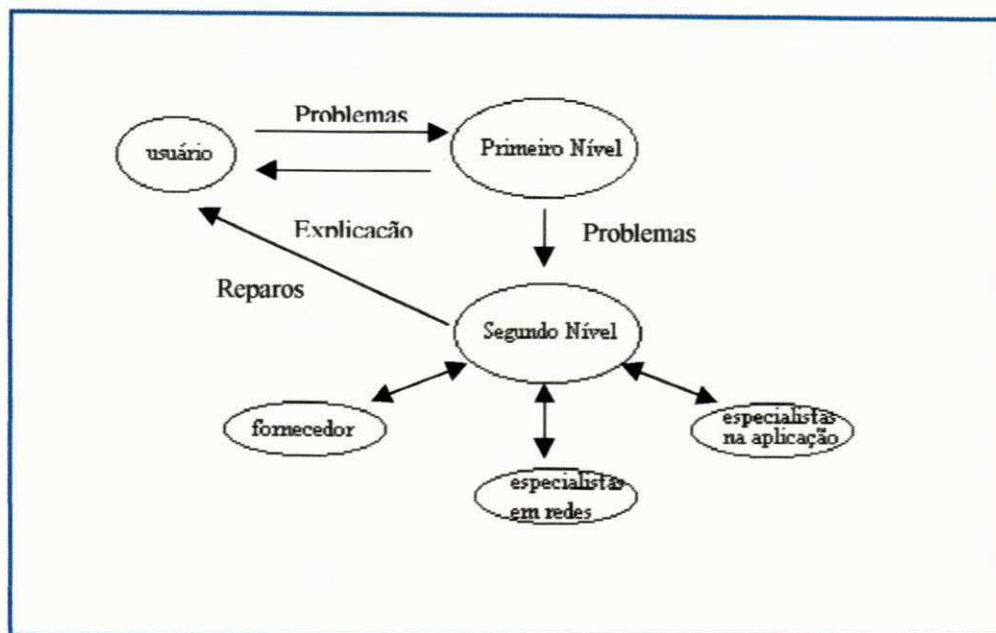 Problemas
usuário
Primeiro Nível
Explicação
Problemas
Reparos
Segundo Nível
fornecedor
especialistas
na aplicação
especialistas
em redes